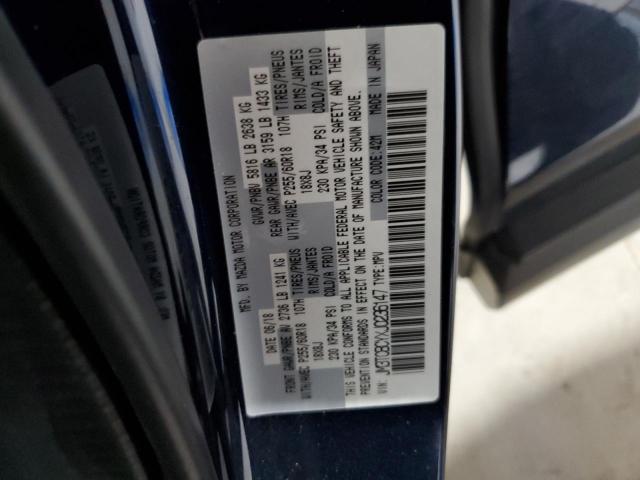 MFD. BY MAZDA MOTOR CORPORATION
DATE 06/18 GVWR/PNBV 5816 LB 2638 KG
FRONT GAWR/PNBE AV 2736 LB 1241 KG REAR GAWR/PNBE AR 3159 LB 1433 KG
WITH/AVEC P255/60R18 107H TIRES/PNEUS WITH/AVEC P255/60R18 107H TIRES/PNEUS
18X8J RIMS/JANTES 18X8J RIMS/JANTES
230 KPA/34 PSI COLD/A FROID 230 KPA/34 PSI COLD/A FROID
THIS VEHICLE CONFORMS TO ALL APPLICABLE FEDERAL MOTOR VEHICLE SAFETY AND THEFT
PREVENTION STANDARDS IN EFFECT ON THE DATE OF MANUFACTURE SHOWN ABOVE.
VIN: JM3TCBCYXJ0236147 TYPE:MPV COLOR CODE:42M MADE IN JAPAN